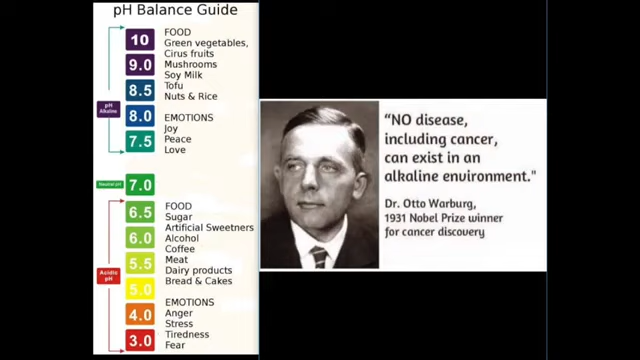 pH Balance Guide
10
9.0
8.5
8.0
7.5
7.0
6.5
6.0
5.5
5.0
4.0
3.0
pH
Alkaline
Neutral pH
Acidic
pH
FOOD
Green vegetables,
Cirus fruits
Mushrooms
Soy Milk
Tofu
Nuts & Rice
EMOTIONS
Joy
Peace
Love
FOOD
Sugar
Artificial Sweetners
Alcohol
Coffee
Meat
Dairy products
Bread & Cakes
EMOTIONS
Anger
Stress
Tiredness
Fear
“NO disease,
including cancer,
can exist in an
alkaline environment."
Dr. Otto Warburg,
1931 Nobel Prize winner
for cancer discovery